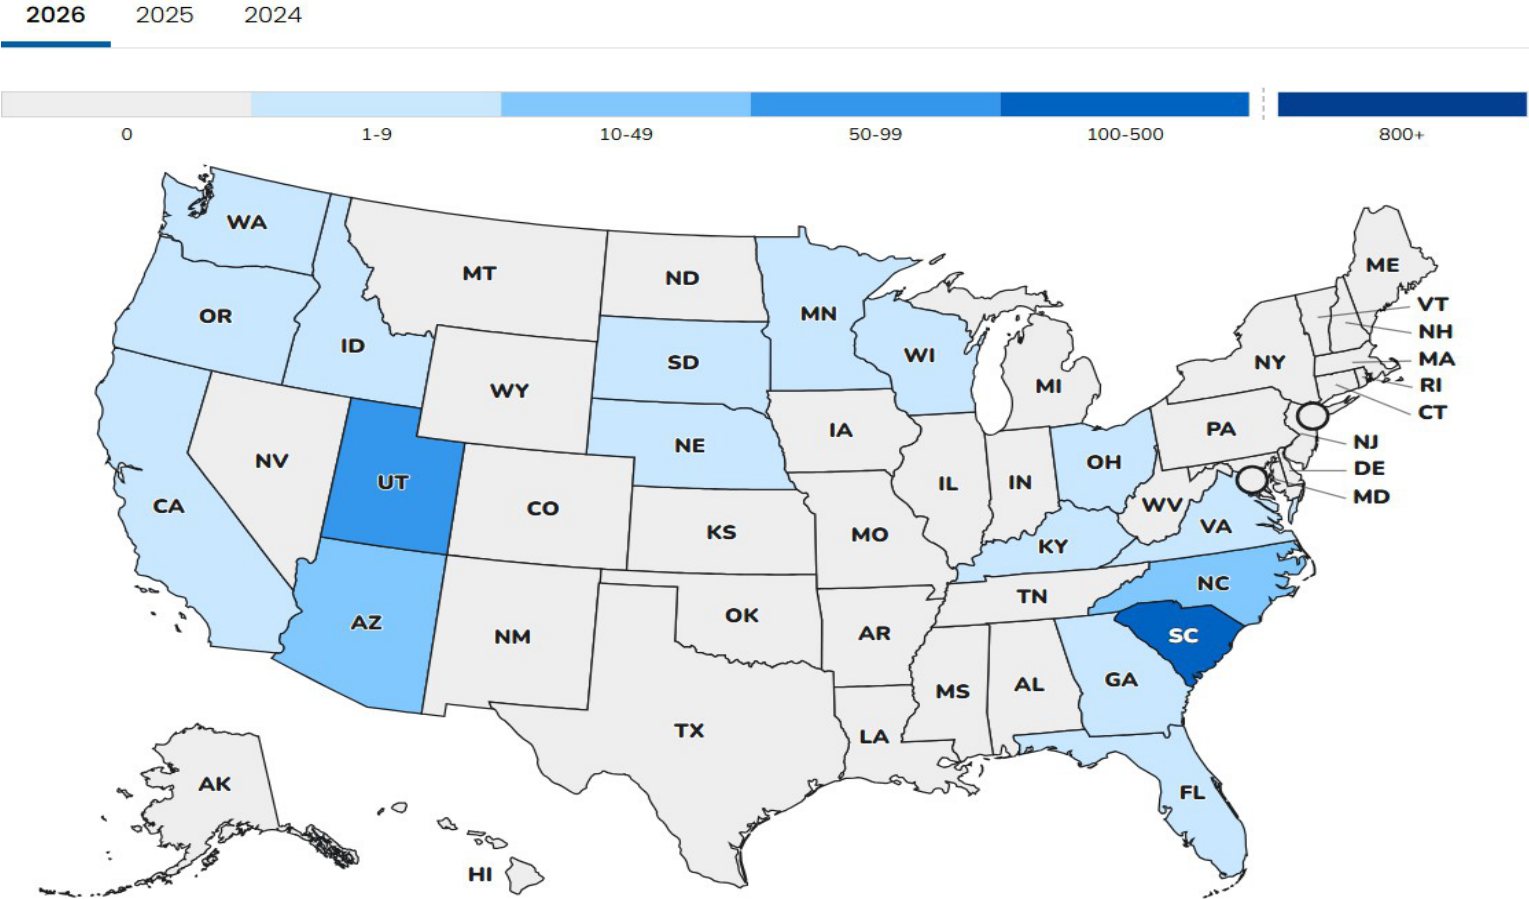 2026 2025 2024
0 1-9 10-49 50-99 100-500 800+
WA
MT ND ME
VT
OR MN NH
ID SD WI NY MA
WY MI RI
CT
NE IA PA
NV NJ
UT OH DE
CO IL IN MD
CA WV
KS MO VA
KY
NC
AZ OK TN
NM AR SC
MS AL GA
TX LA
AK FL
HI